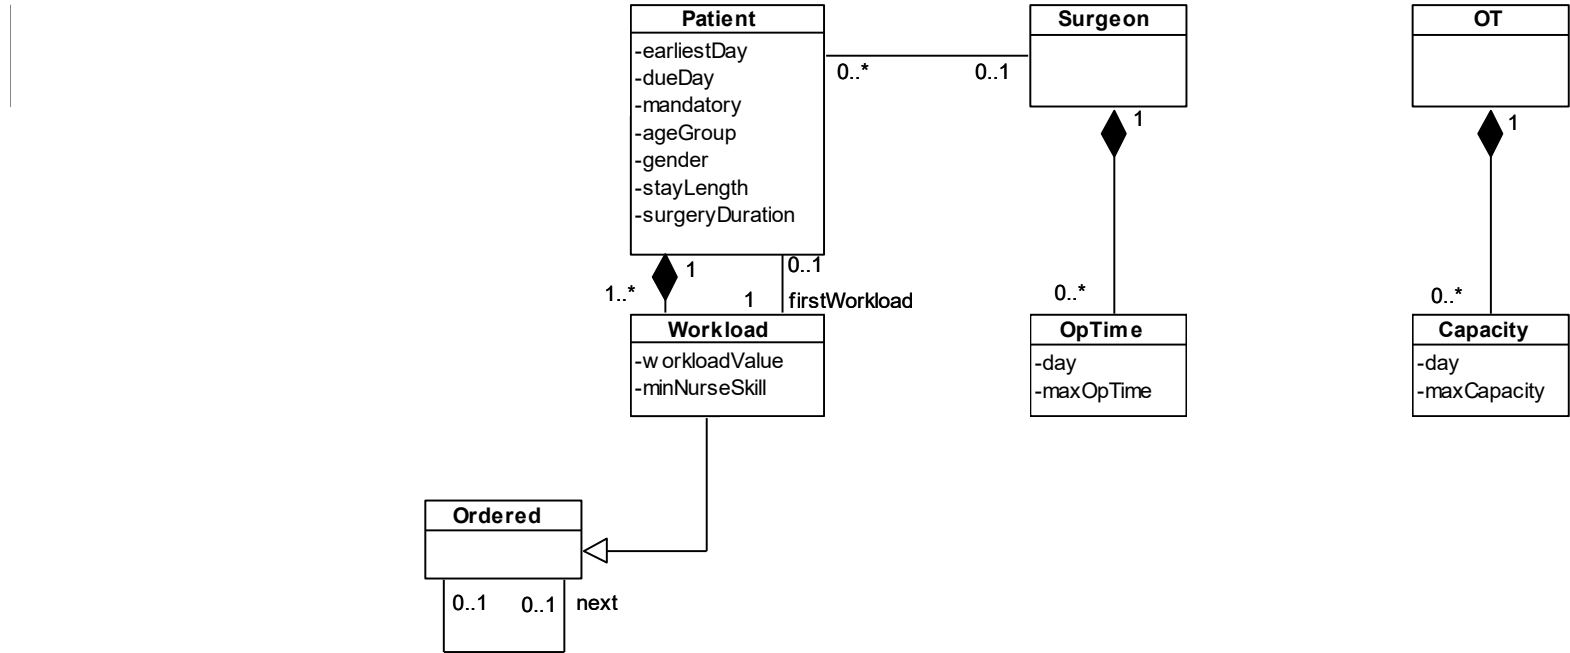 Patient
-earliestDay
-dueDay
-mandatory
-ageGroup
-gender
-stayLength
-surgeryDuration
0..*
0..1
Surgeon
1
OT
1
1
0..1
1..*
1
firstWorkload
0..*
0..*
Workload
-workloadValue
-minNurseSkill
OpTime
-day
-maxOpTime
Capacity
-day
-maxCapacity
Ordered
0..1
0..1
next